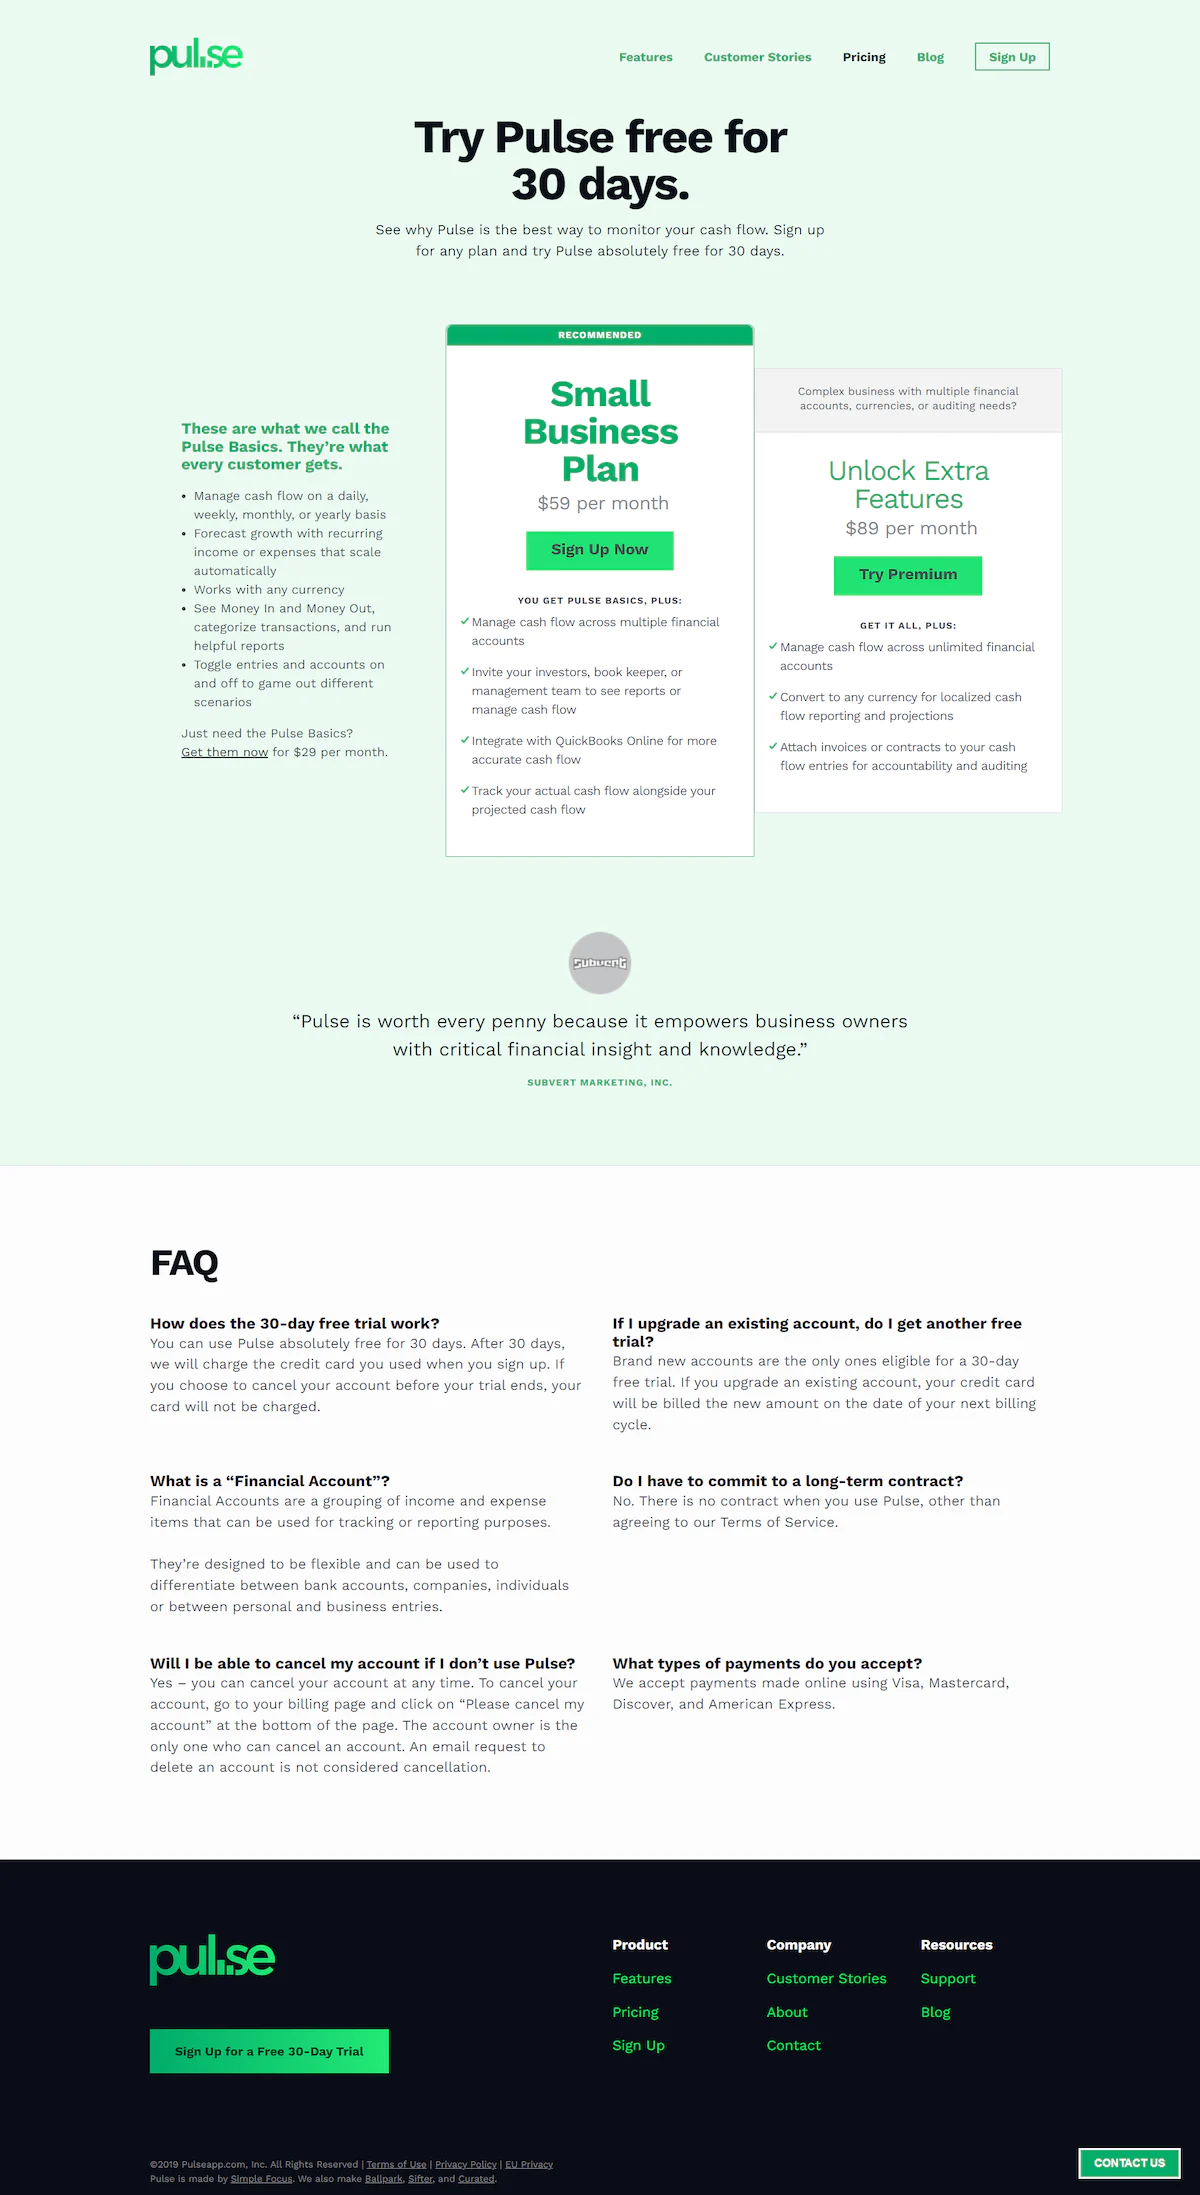 pulse
Features Customer Stories Pricing Blog Sign Up
Try Pulse free for
30 days.
See why Pulse is the best way to monitor your cash flow. Sign up
for any plan and try Pulse absolutely free for 30 days.
These are what we call the
Pulse Basics. They’re what
every customer gets.
• Manage cash flow on a daily,
weekly, monthly, or yearly basis
• Forecast growth with recurring
income or expenses that scale
automatically
• Works with any currency
• See Money In and Money Out,
categorize transactions, and run
helpful reports
• Toggle entries and accounts on
and off to game out different
scenarios
Just need the Pulse Basics?
Get them now for $29 per month.
RECOMMENDED
Small
Business
Plan
$59 per month
Sign Up Now
YOU GET PULSE BASICS, PLUS:
Manage cash flow across multiple financial
accounts
Invite your investors, book keeper, or
management team to see reports or
manage cash flow
Integrate with QuickBooks Online for more
accurate cash flow
Track your actual cash flow alongside your
projected cash flow
Complex business with multiple financial
accounts, currencies, or auditing needs?
Unlock Extra
Features
$89 per month
Try Premium
GET IT ALL, PLUS:
Manage cash flow across unlimited financial
accounts
Convert to any currency for localized cash
flow reporting and projections
Attach invoices or contracts to your cash
flow entries for accountability and auditing
Subvert
“Pulse is worth every penny because it empowers business owners
with critical financial insight and knowledge.”
SUBVERT MARKETING, INC.
FAQ
How does the 30-day free trial work?
You can use Pulse absolutely free for 30 days. After 30 days,
we will charge the credit card you used when you sign up. If
you choose to cancel your account before your trial ends, your
card will not be charged.
If I upgrade an existing account, do I get another free
trial?
Brand new accounts are the only ones eligible for a 30-day
free trial. If you upgrade an existing account, your credit card
will be billed the new amount on the date of your next billing
cycle.
What is a “Financial Account”?
Financial Accounts are a grouping of income and expense
items that can be used for tracking or reporting purposes.
They’re designed to be flexible and can be used to
differentiate between bank accounts, companies, individuals
or between personal and business entries.
Do I have to commit to a long-term contract?
No. There is no contract when you use Pulse, other than
agreeing to our Terms of Service.
Will I be able to cancel my account if I don’t use Pulse?
Yes – you can cancel your account at any time. To cancel your
account, go to your billing page and click on “Please cancel my
account” at the bottom of the page. The account owner is the
only one who can cancel an account. An email request to
delete an account is not considered cancellation.
What types of payments do you accept?
We accept payments made online using Visa, Mastercard,
Discover, and American Express.
pulse
Sign Up for a Free 30-Day Trial
Product
Features
Pricing
Sign Up
Company
Customer Stories
About
Contact
Resources
Support
Blog
©2019 Pulseapp.com, Inc. All Rights Reserved | Terms of Use | Privacy Policy | EU Privacy
Pulse is made by Simple Focus. We also make Ballpark, Sifter, and Curated.
CONTACT US